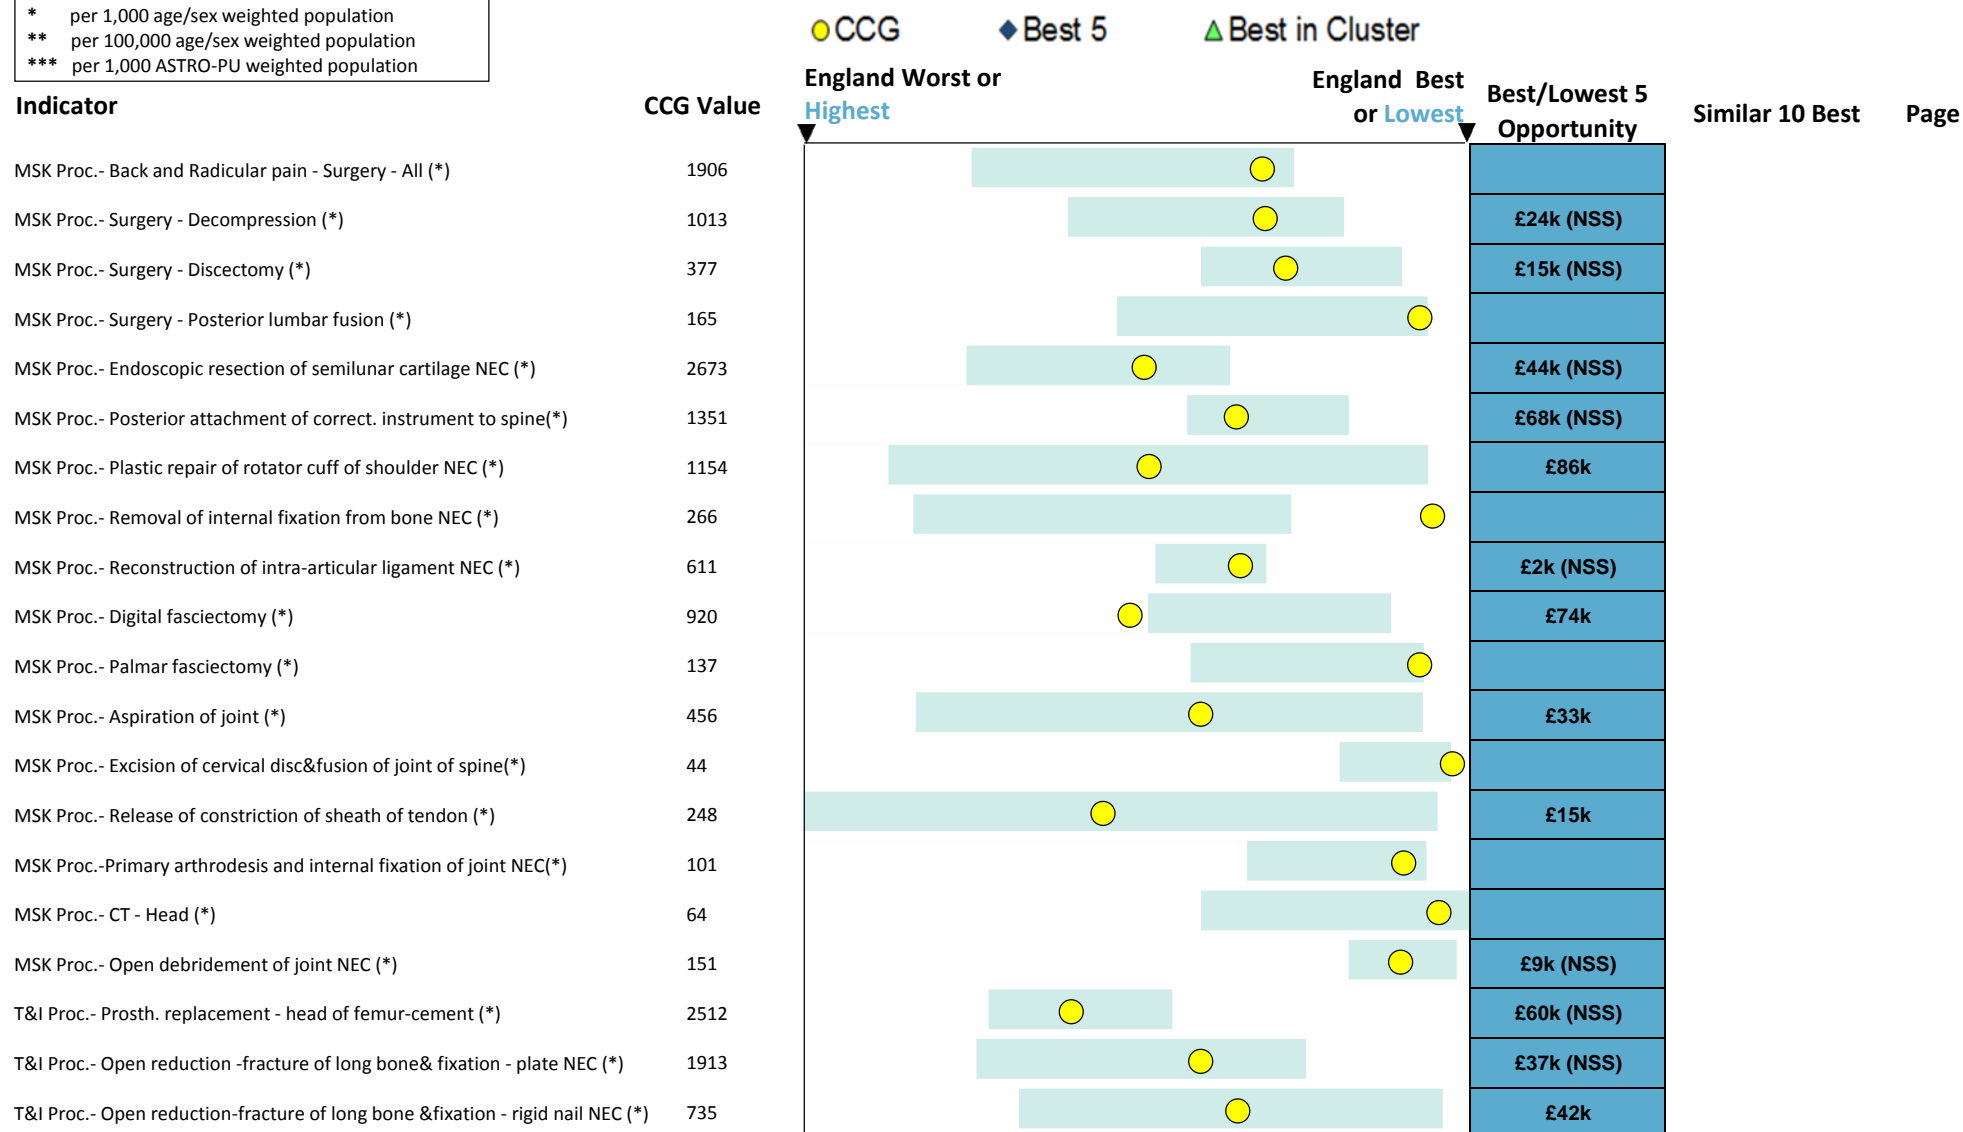 * per 1,000 age/sex weighted population
** per 100,000 age/sex weighted population
*** per 1,000 ASTRO-PU weighted population
CCG Best 5 Best in Cluster
Indicator CCG Value England Worst or Highest England Best or Lowest Best/Lowest 5 Opportunity Similar 10 Best Page
MSK Proc.- Back and Radicular pain - Surgery - All (*) 1906
MSK Proc.- Surgery - Decompression (*) 1013 £24k (NSS)
MSK Proc.- Surgery - Discectomy (*) 377 £15k (NSS)
MSK Proc.- Surgery - Posterior lumbar fusion (*) 165
MSK Proc.- Endoscopic resection of semilunar cartilage NEC (*) 2673 £44k (NSS)
MSK Proc.- Posterior attachment of correct. instrument to spine(*) 1351 £68k (NSS)
MSK Proc.- Plastic repair of rotator cuff of shoulder NEC (*) 1154 £86k
MSK Proc.- Removal of internal fixation from bone NEC (*) 266
MSK Proc.- Reconstruction of intra-articular ligament NEC (*) 611 £2k (NSS)
MSK Proc.- Digital fasciectomy (*) 920 £74k
MSK Proc.- Palmar fasciectomy (*) 137
MSK Proc.- Aspiration of joint (*) 456 £33k
MSK Proc.- Excision of cervical disc&fusion of joint of spine(*) 44
MSK Proc.- Release of constriction of sheath of tendon (*) 248 £15k
MSK Proc.-Primary arthrodesis and internal fixation of joint NEC(*) 101
MSK Proc.- CT - Head (*) 64
MSK Proc.- Open debridement of joint NEC (*) 151 £9k (NSS)
T&I Proc.- Prosth. replacement - head of femur-cement (*) 2512 £60k (NSS)
T&I Proc.- Open reduction -fracture of long bone& fixation - plate NEC (*) 1913 £37k (NSS)
T&I Proc.- Open reduction-fracture of long bone &fixation - rigid nail NEC (*) 735 £42k